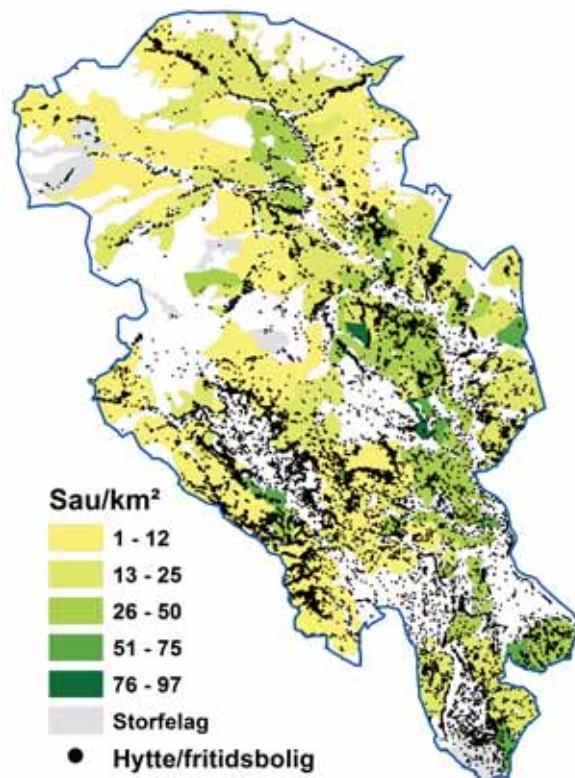 Sau/km²
1 - 12
13 - 25
26 - 50
51 - 75
76 - 97
Storfelag
Hytte/fritidsbolig